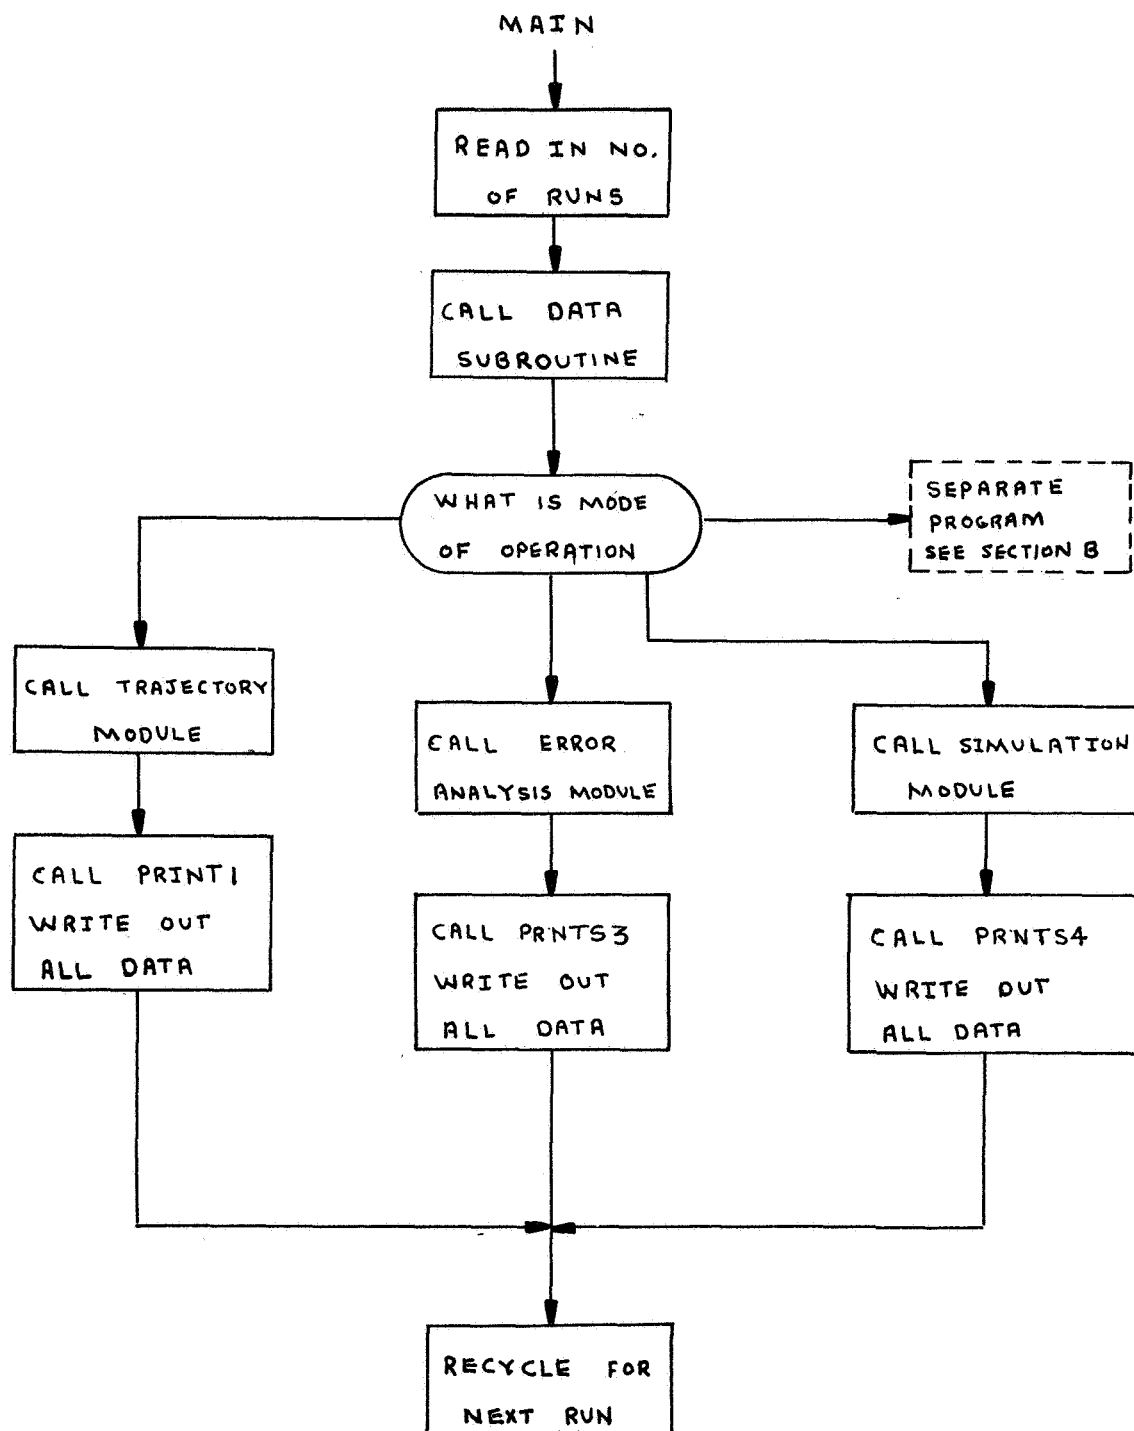 MAIN
READ IN NO.
OF RUNS
CALL DATA
SUBROUTINE
WHAT IS MODE
OF OPERATION
SEPARATE
PROGRAM
SEE SECTION B
CALL TRAJECTORY
MODULE
CALL ERROR
ANALYSIS MODULE
CALL SIMULATION
MODULE
CALL PRINT1
WRITE OUT
ALL DATA
CALL PRNTS3
WRITE OUT
ALL DATA
CALL PRNTS4
WRITE OUT
ALL DATA
RECYCLE FOR
NEXT RUN